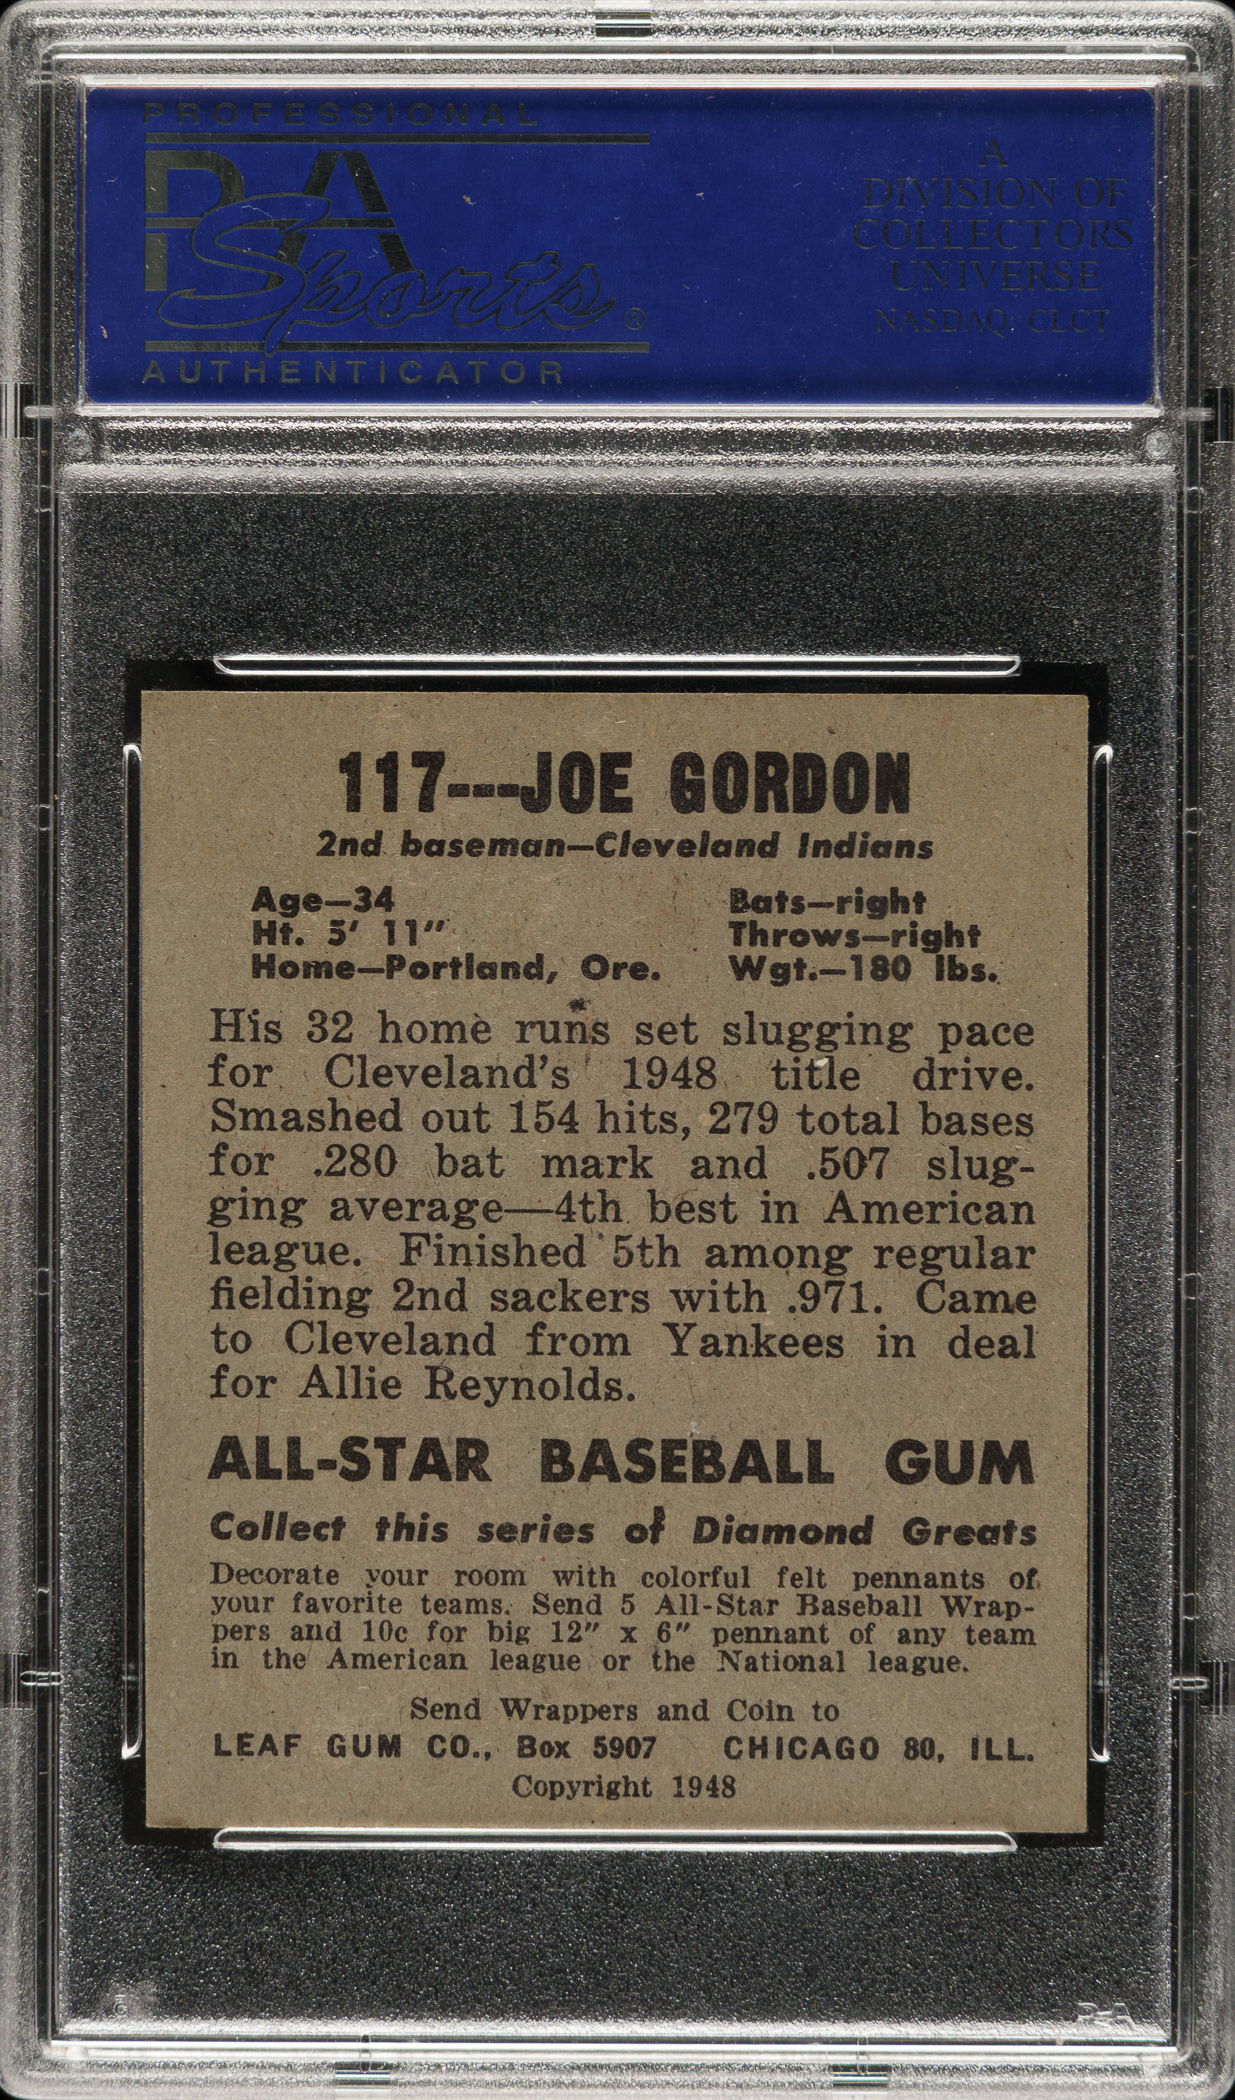 PROFESSIONAL
PSA
Sports ®
AUTHENTICATOR
A
DIVISION OF
COLLECTORS
UNIVERSE
NASDAQ: CLCT
117---JOE GORDON
2nd baseman—Cleveland Indians
Age—34 Bats—right
Ht. 5' 11" Throws—right
Home—Portland, Ore. Wgt.—180 lbs.
His 32 home runs set slugging pace
for Cleveland's 1948 title drive.
Smashed out 154 hits, 279 total bases
for .280 bat mark and .507 slug-
ging average—4th best in American
league. Finished 5th among regular
fielding 2nd sackers with .971. Came
to Cleveland from Yankees in deal
for Allie Reynolds.
ALL-STAR BASEBALL GUM
Collect this series of Diamond Greats
Decorate your room with colorful felt pennants of
your favorite teams. Send 5 All-Star Baseball Wrap-
pers and 10c for big 12" x 6" pennant of any team
in the American league or the National league.
Send Wrappers and Coin to
LEAF GUM CO., Box 5907 CHICAGO 80, ILL.
Copyright 1948
PSA